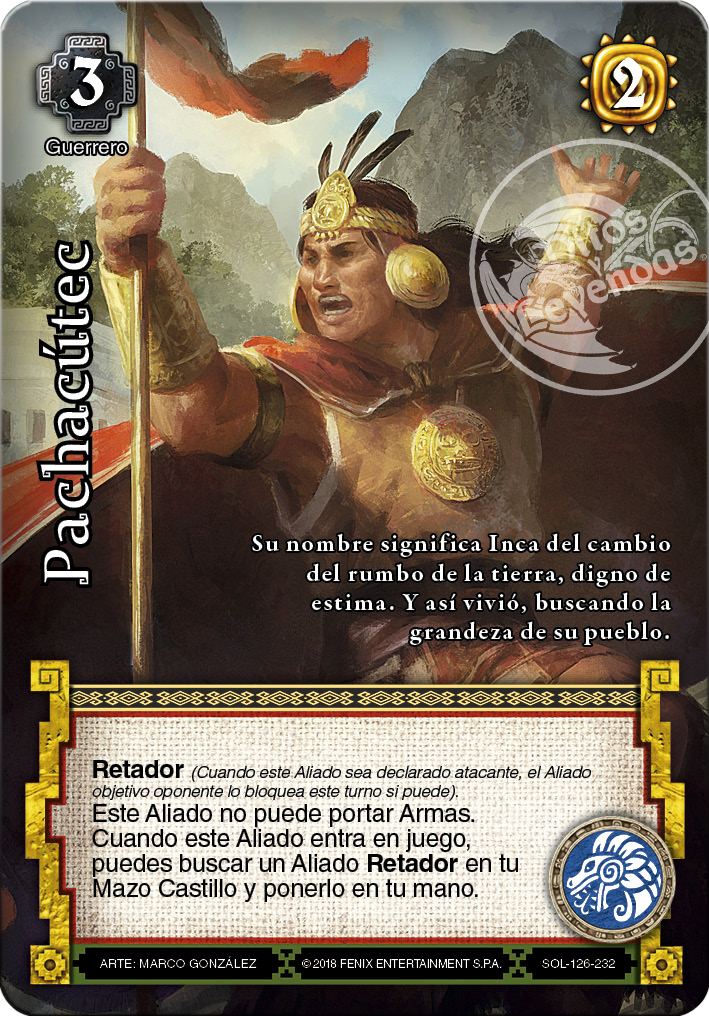 3
Guerrero
2
Mitos
y
Leyendas
Pachacútec
Su nombre significa Inca del cambio
del rumbo de la tierra, digno de
estima. Y así vivió, buscando la
grandeza de su pueblo.
Retador (Cuando este Aliado sea declarado atacante, el Aliado
objetivo oponente lo bloquea este turno si puede).
Este Aliado no puede portar Armas.
Cuando este Aliado entra en juego,
puedes buscar un Aliado Retador en tu
Mazo Castillo y ponerlo en tu mano.
ARTE: MARCO GONZÁLEZ
©2018 FENIX ENTERTAINMENT S.P.A.
SOL-126-232